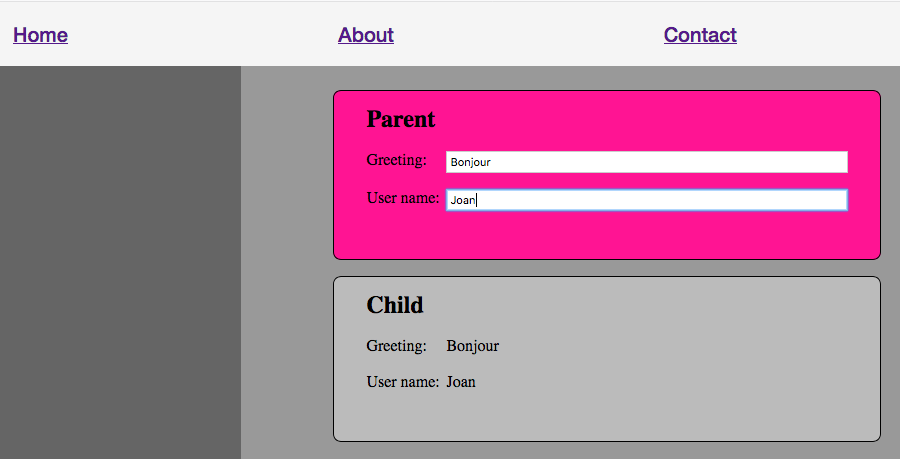 Home About Contact
Parent
Greeting: Bonjour
User name: Joan
Child
Greeting: Bonjour
User name: Joan